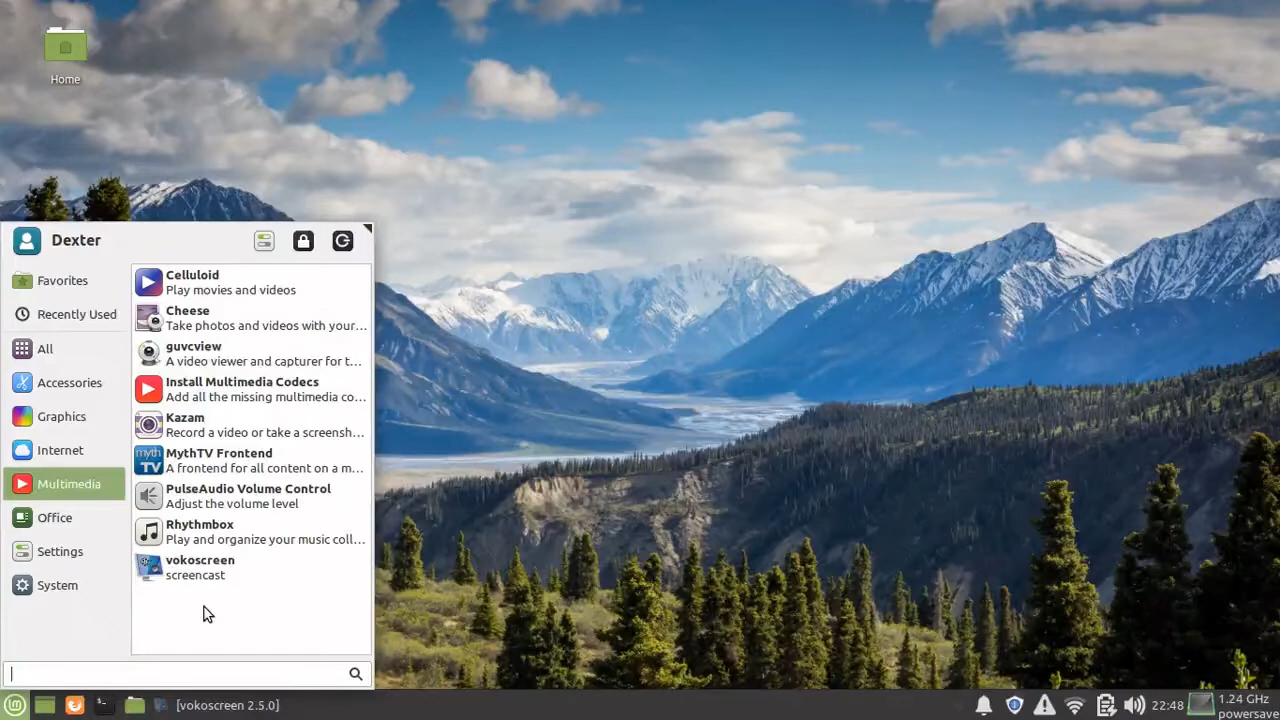 Home
Dexter
Favorites
Recently Used
All
Accessories
Graphics
Internet
Multimedia
Office
Settings
System
Celluloid
Play movies and videos
Cheese
Take photos and videos with your...
guvcview
A video viewer and capturer for t...
Install Multimedia Codecs
Add all the missing multimedia co...
Kazam
Record a video or take a screensh...
myth
TV
MythTV Frontend
A frontend for all content on a m...
PulseAudio Volume Control
Adjust the volume level
Rhythmbox
Play and organize your music coll...
vokoscreen
screencast
[vokoscreen 2.5.0]
22:48
1.24 GHz
powersave